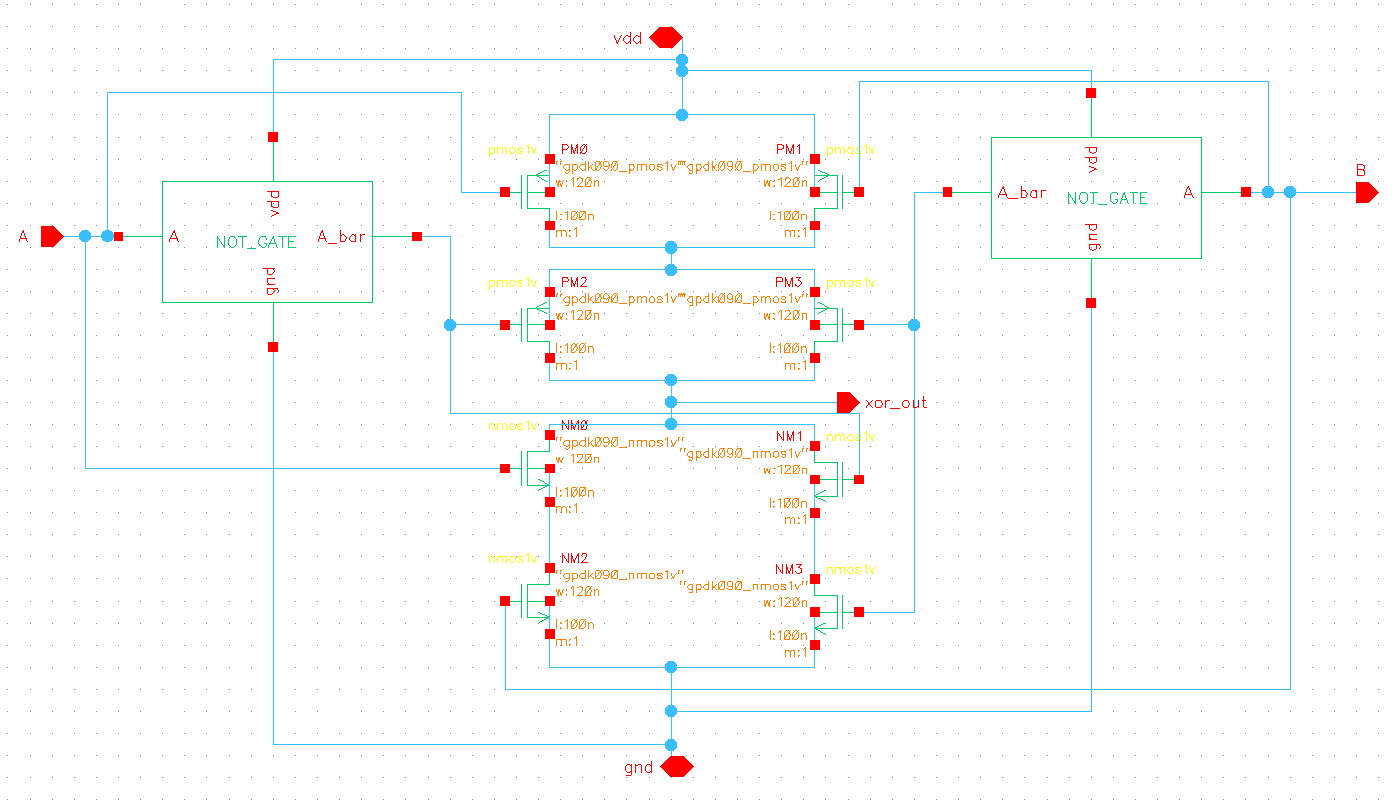 vdd
pmos1v PM0
"gpdk090_pmos1v"
w:120n
l:100n
m:1
PM1 pmos1v
"gpdk090_pmos1v"
w:120n
l:100n
m:1
vdd
A_bar NOT_GATE A
gnd
B
A
vdd
A NOT_GATE A_bar
gnd
pmos1v PM2
"gpdk090_pmos1v"
w:120n
l:100n
m:1
PM3 pmos1v
"gpdk090_pmos1v"
w:120n
l:100n
m:1
xor_out
nmos1v NM0
"gpdk090_nmos1v"
w:120n
l:100n
m:1
NM1 nmos1v
"gpdk090_nmos1v"
w:120n
l:100n
m:1
nmos1v NM2
"gpdk090_nmos1v"
w:120n
l:100n
m:1
NM3 nmos1v
"gpdk090_nmos1v"
w:120n
l:100n
m:1
gnd